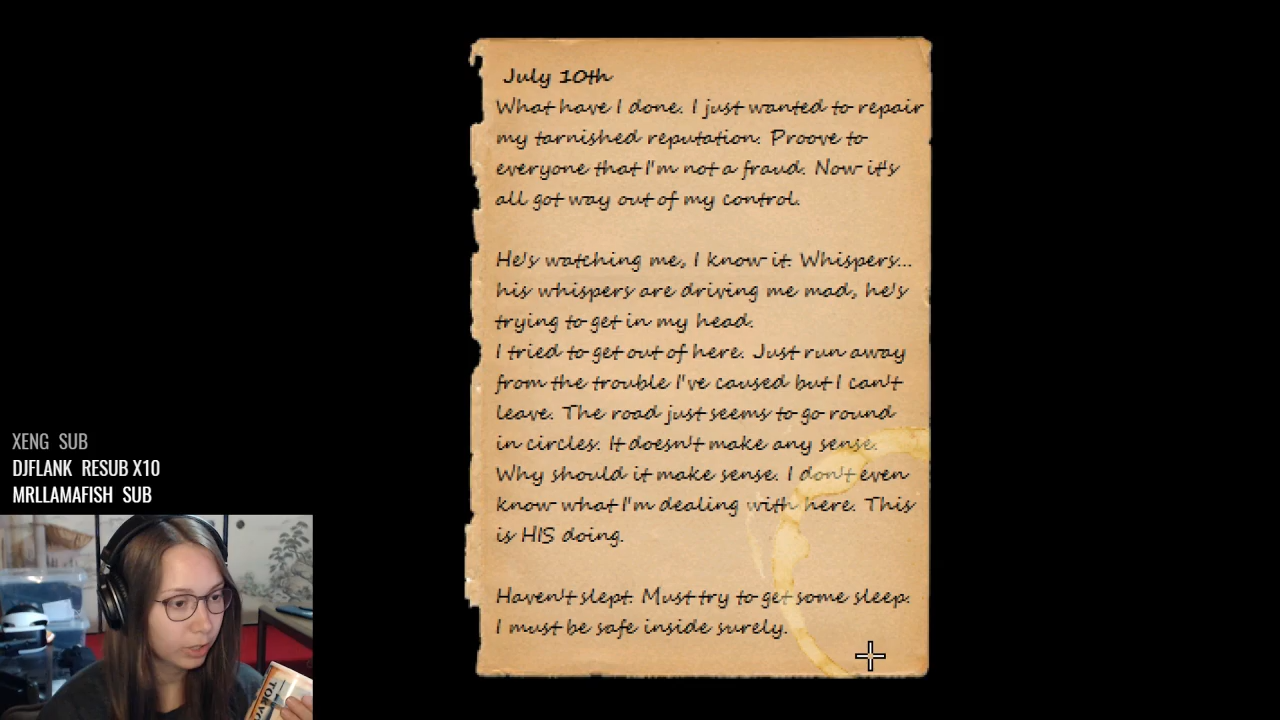 July 10th
What have I done. I just wanted to repair
my tarnished reputation. Proove to
everyone that I'm not a fraud. Now it's
all got way out of my control.
He's watching me, I know it. Whispers...
his whispers are driving me mad, he's
trying to get in my head.
I tried to get out of here. Just run away
from the trouble I've caused but I can't
leave. The road just seems to go round
in circles. It doesn't make any sense.
Why should it make sense. I don't even
know what I'm dealing with here. This
is HIS doing.
Haven't slept. Must try to get some sleep.
I must be safe inside surely.
XENG SUB
DJFLANK RESUB X10
MRLLAMAFISH SUB